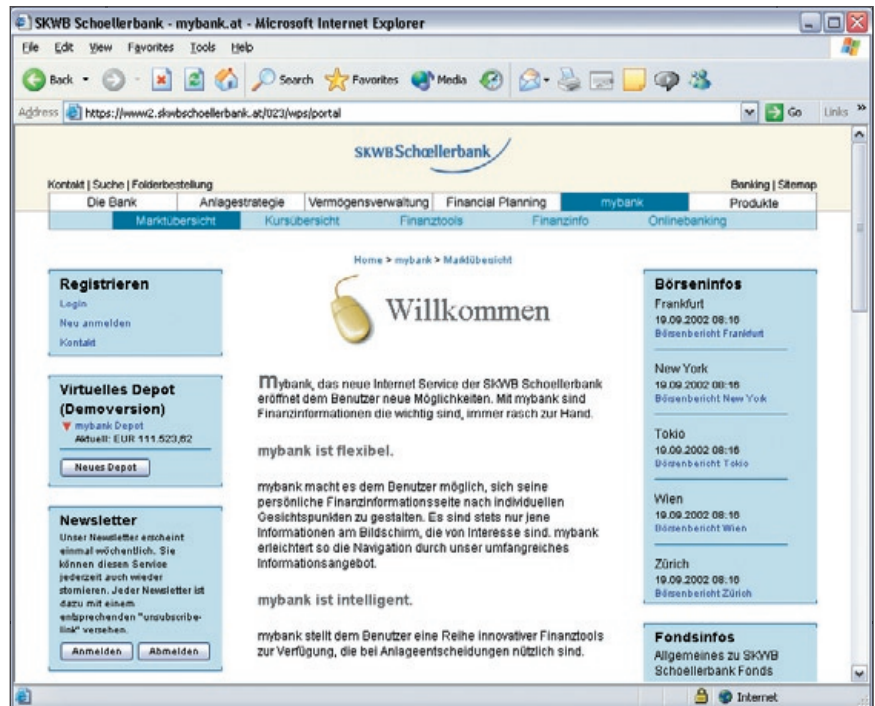 SKWB Schoellerbank - mybank.at - Microsoft Internet Explorer
File Edit View Favorites Tools Help
Back Search Favorites Media
Address https://www2.skwbschoellerbank.at/023/wps/portal Go Links »
SKWB Schœllerbank
Kontakt | Suche | Folderbestellung Banking | Sitemap
Die Bank Anlagestrategie Vermögensverwaltung Financial Planning mybank Produkte
Marktübersicht Kursübersicht Finanztools Finanzinfo Onlinebanking
Home > mybank > Marktübersicht
Registrieren
Login
Neu anmelden
Kontakt
Virtuelles Depot
(Demoversion)
mybank Depot
Aktuell: EUR 111.523,62
Neues Depot
Newsletter
Unser Newsletter erscheint
einmal wöchentlich. Sie
können diesen Service
jederzeit auch wieder
stornieren. Jeder Newsletter ist
dazu mit einem
entsprechenden "unsubscribe-
link" versehen.
Anmelden Abmelden
Willkommen
Mybank, das neue Internet Service der SKWB Schoellerbank
eröffnet dem Benutzer neue Möglichkeiten. Mit mybank sind
Finanzinformationen die wichtig sind, immer rasch zur Hand.
mybank ist flexibel.
mybank macht es dem Benutzer möglich, sich seine
persönliche Finanzinformationsseite nach individuellen
Gesichtspunkten zu gestalten. Es sind stets nur jene
Informationen am Bildschirm, die von Interesse sind. mybank
erleichtert so die Navigation durch unser umfangreiches
Informationsangebot.
mybank ist intelligent.
mybank stellt dem Benutzer eine Reihe innovativer Finanztools
zur Verfügung, die bei Anlageentscheidungen nützlich sind.
Börseninfos
Frankfurt
19.09.2002 08:16
Börsenbericht Frankfurt
New York
19.09.2002 08:16
Börsenbericht New York
Tokio
19.09.2002 08:16
Börsenbericht Tokio
Wien
19.09.2002 08:16
Börsenbericht Wien
Zürich
19.09.2002 08:16
Börsenbericht Zürich
Fondsinfos
Allgemeines zu SKWB
Schoellerbank Fonds
Internet